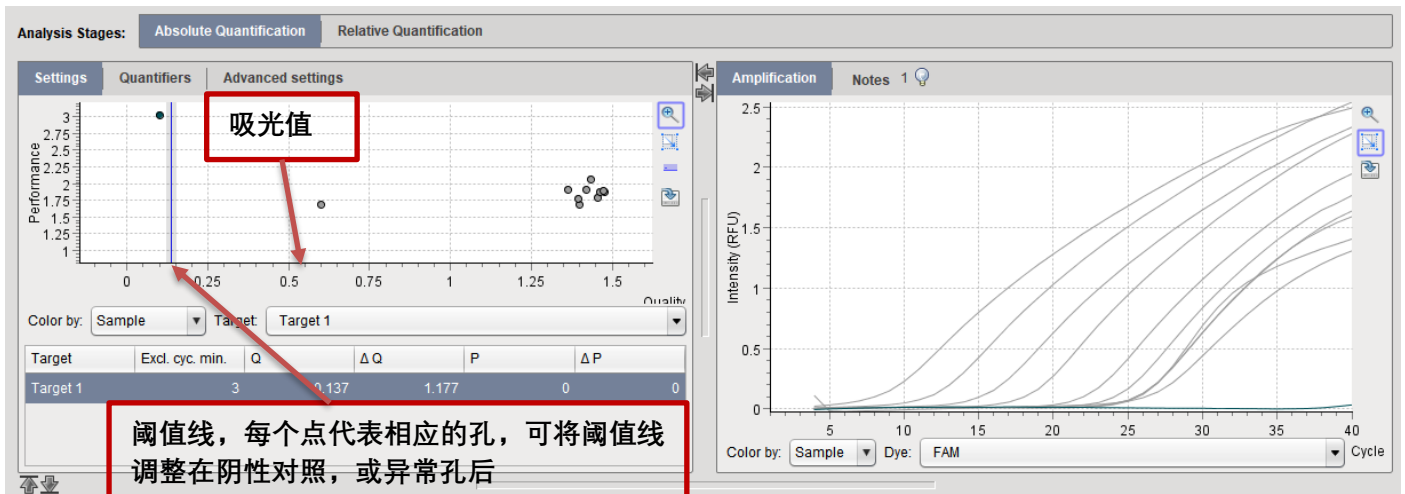 Analysis Stages: Absolute Quantification Relative Quantification
Settings Quantifiers Advanced settings
吸光值
Performance
3
2.75
2.5
2.25
2
1.75
1.5
1.25
1
0 0.25 0.5 0.75 1 1.25 1.5
Quality
Color by: Sample Target: Target 1
Target Excl. cyc. min. Q Δ Q P Δ P
Target 1 3 0.137 1.177 0 0
阈值线，每个点代表相应的孔，可将阈值线
调整在阴性对照，或异常孔后
Amplification Notes 1
Intensity (RFU)
2.5
2
1.5
1
0.5
0
5 10 15 20 25 30 35 40
Color by: Sample Dye: FAM Cycle